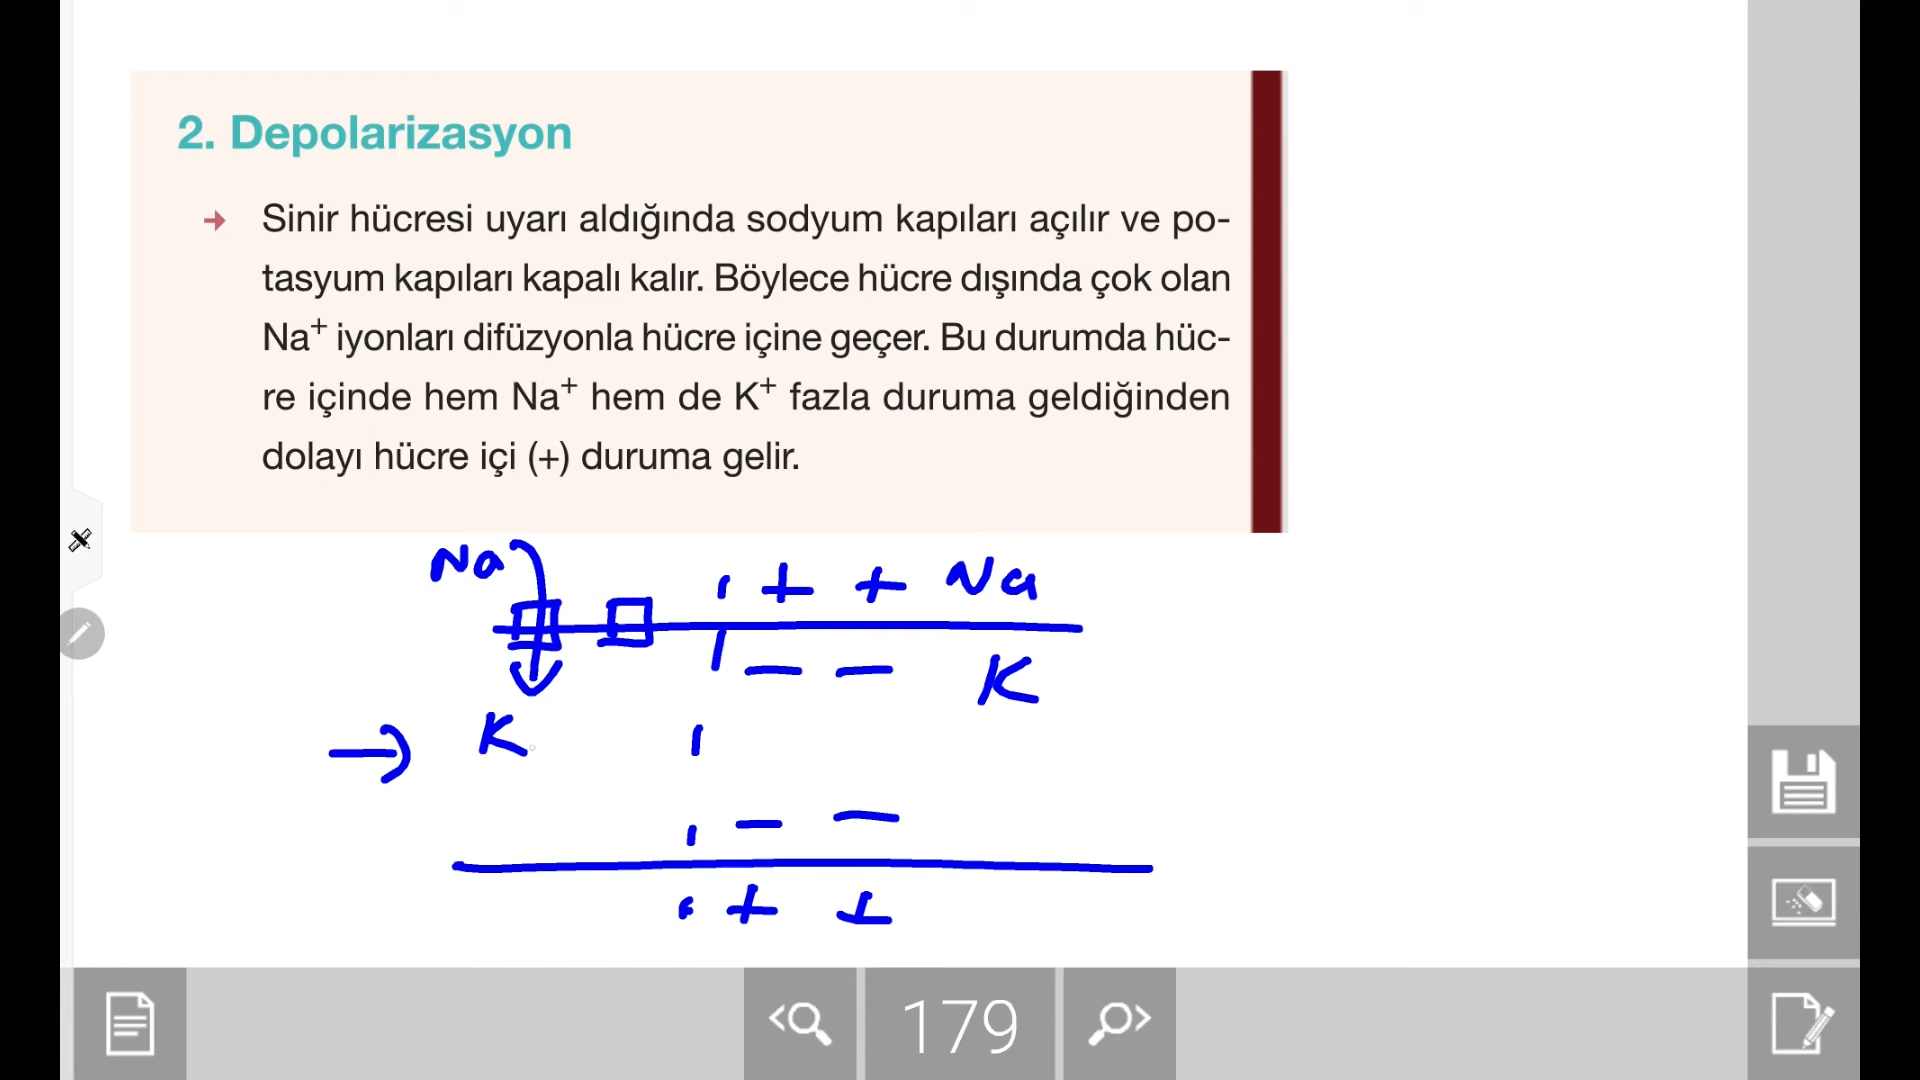 2. Depolarizasyon
→ Sinir hücresi uyarı aldığında sodyum kapıları açılır ve po-
tasyum kapıları kapalı kalır. Böylece hücre dışında çok olan
Na⁺ iyonları difüzyonla hücre içine geçer. Bu durumda hüc-
re içinde hem Na⁺ hem de K⁺ fazla duruma geldiğinden
dolayı hücre içi (+) duruma gelir.
Na + + Na
— — K
→ K
— —
+ +
179